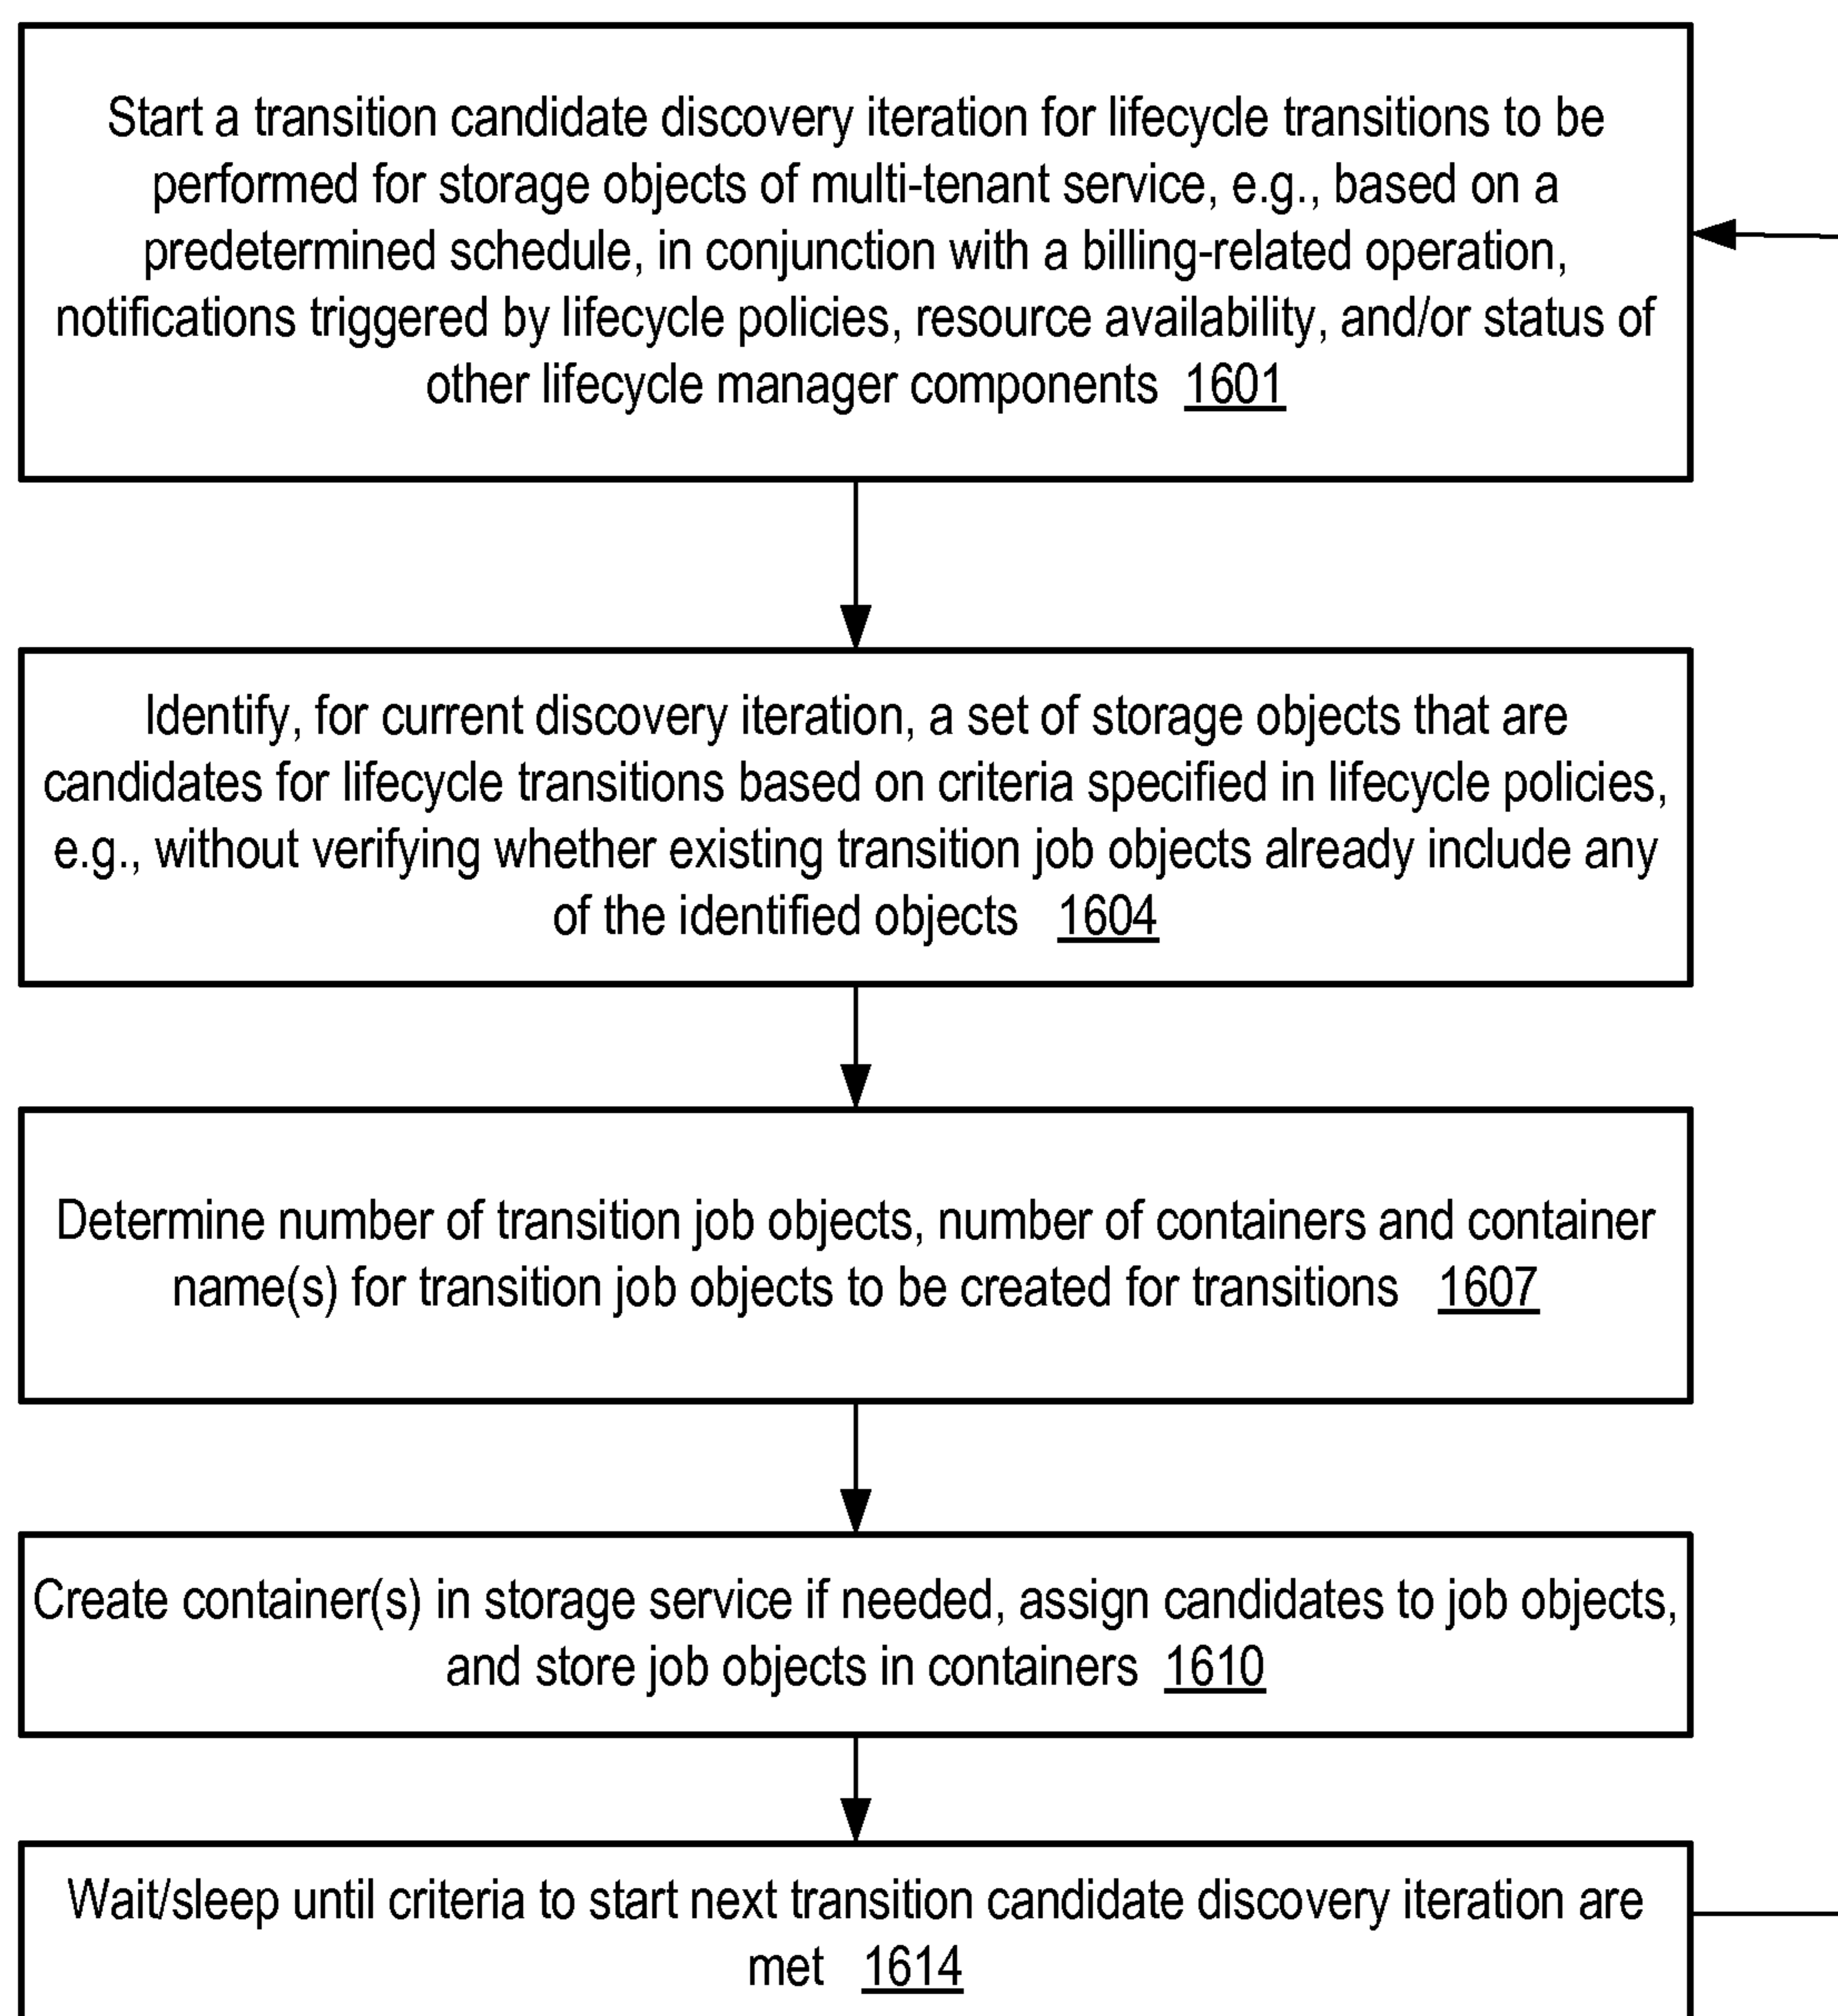 Start a transition candidate discovery iteration for lifecycle transitions to be
performed for storage objects of multi-tenant service, e.g., based on a
predetermined schedule, in conjunction with a billing-related operation,
notifications triggered by lifecycle policies, resource availability, and/or status of
other lifecycle manager components 1601
Identify, for current discovery iteration, a set of storage objects that are
candidates for lifecycle transitions based on criteria specified in lifecycle policies,
e.g., without verifying whether existing transition job objects already include any
of the identified objects 1604
Determine number of transition job objects, number of containers and container
name(s) for transition job objects to be created for transitions 1607
Create container(s) in storage service if needed, assign candidates to job objects,
and store job objects in containers 1610
Wait/sleep until criteria to start next transition candidate discovery iteration are
met 1614